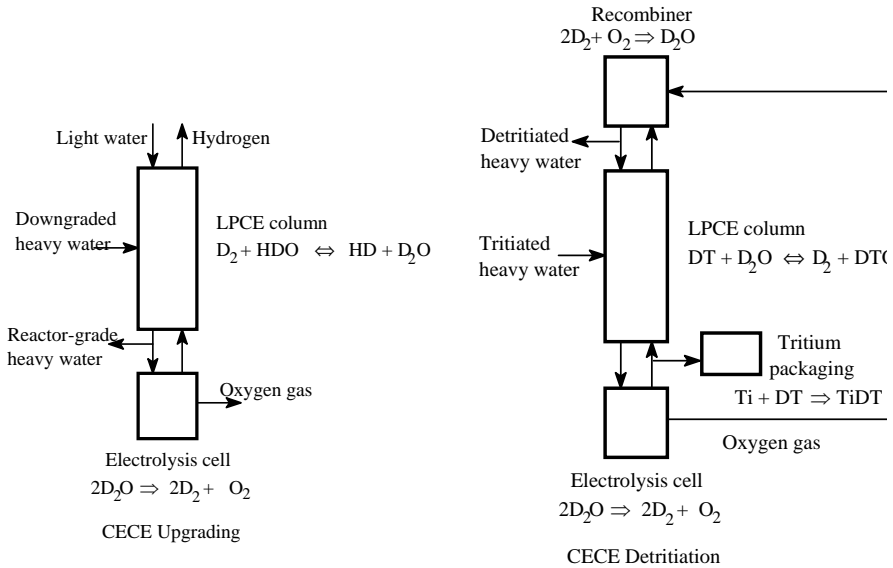 Light water
Hydrogen
Downgraded
heavy water
LPCE column
D2 + HDO ⇔ HD + D2O
Reactor-grade
heavy water
Oxygen gas
Electrolysis cell
2D2O ⇒ 2D2 + O2
CECE Upgrading
Recombiner
2D2 + O2 ⇒ D2O
Detritiated
heavy water
Tritiated
heavy water
LPCE column
DT + D2O ⇔ D2 + DTO
Tritium
packaging
Ti + DT ⇒ TiDT
Oxygen gas
Electrolysis cell
2D2O ⇒ 2D2 + O2
CECE Detritiation